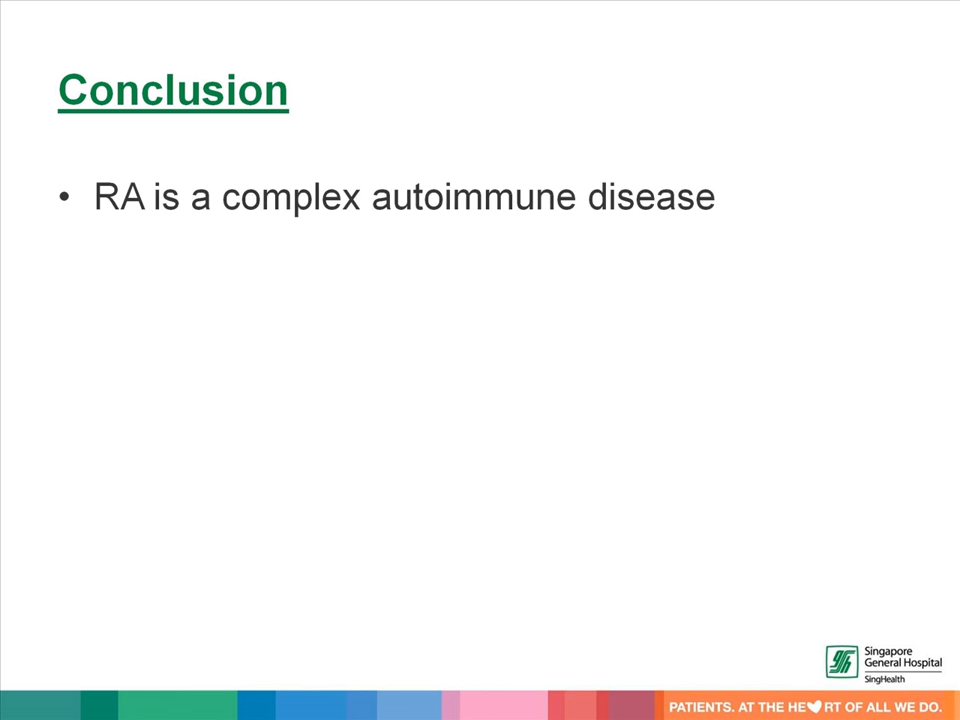 Conclusion
• RA is a complex autoimmune disease
Singapore
General Hospital
SingHealth
PATIENTS. AT THE HE♥RT OF ALL WE DO.